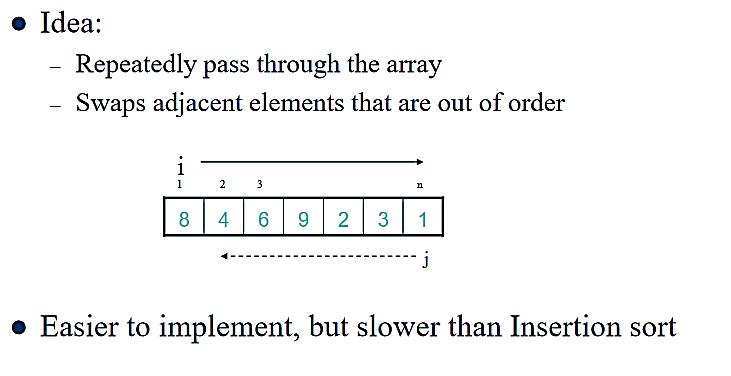 ● Idea:
– Repeatedly pass through the array
– Swaps adjacent elements that are out of order
i
1 2 3 n
8 4 6 9 2 3 1
j
● Easier to implement, but slower than Insertion sort